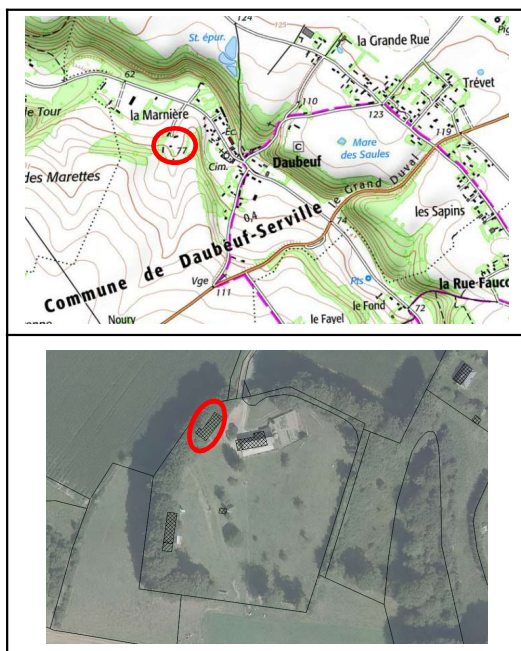 124
125
St. épur.
la Grande Rue
62
Trévet
la Marnière
110
123
de Tour
Ec.
119
77
C
Mare
des Saules
Daubeuf
Cim.
des Marettes
le Grand Duval
0,4
74
les Sapins
Commune de Daubeuf-Serville
Pts
Vge
111
la Rue-Fauco
le Fond
72
Noury
le Fayel